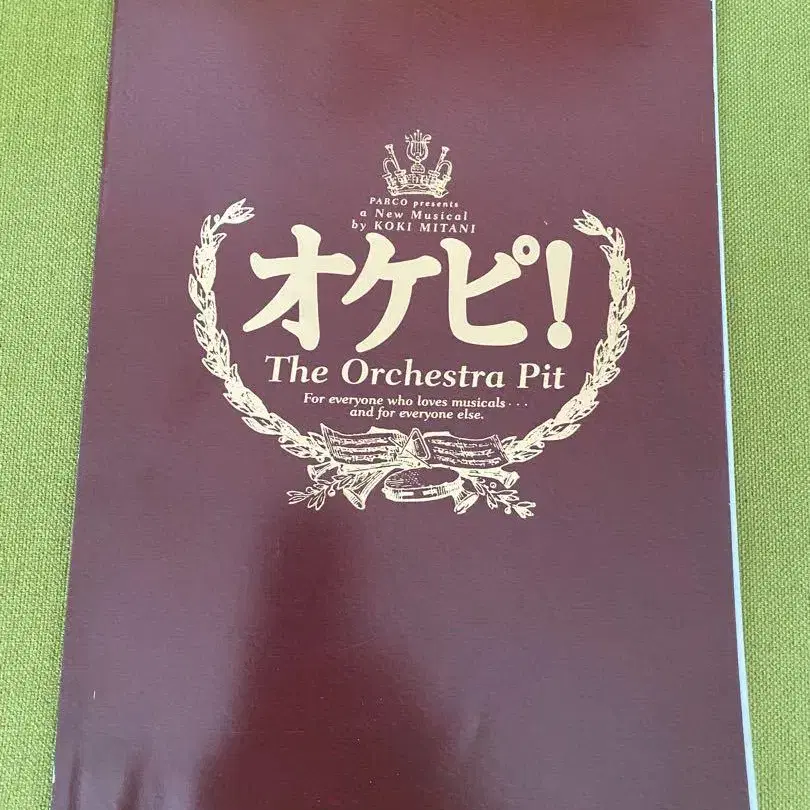 PARCO presents
a New Musical
by KOKI MITANI
オケピ!
The Orchestra Pit
For everyone who loves musicals・・・
and for everyone else.